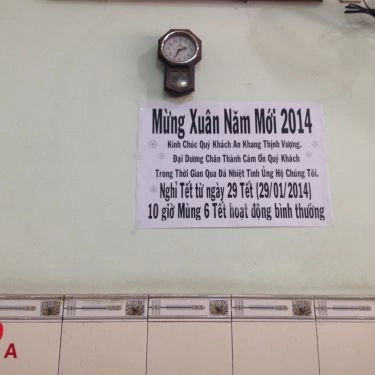 Mừng Xuân Năm Mới 2014
Kính Chúc Quý Khách An Khang Thịnh Vượng.
Đại Dương Chân Thành Cảm Ơn Quý Khách
Trong Thời Gian Qua Đã Nhiệt Tình Ủng Hộ Chúng Tôi.
Nghỉ Tết từ ngày 29 Tết (29/01/2014)
10 giờ Mùng 6 Tết hoạt động bình thường
A